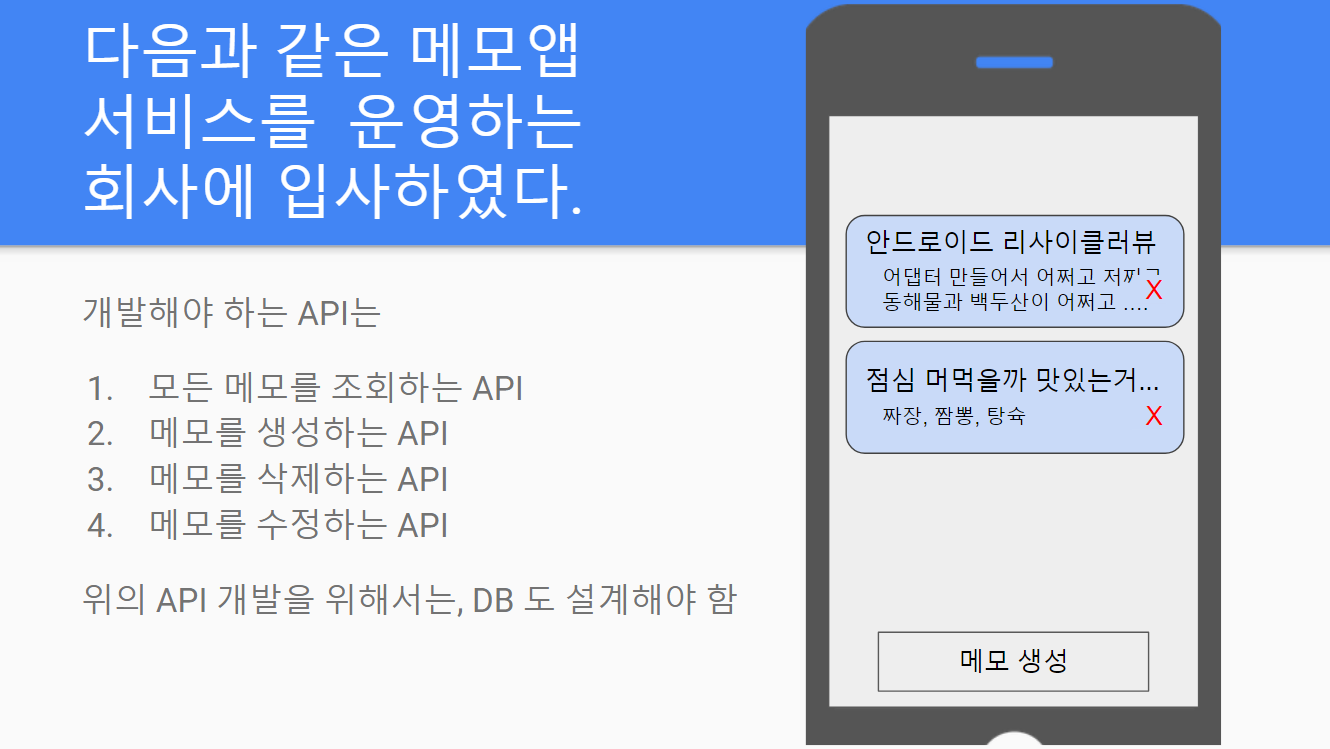 다음과 같은 메모앱
서비스를 운영하는
회사에 입사하였다.
개발해야 하는 API는
1. 모든 메모를 조회하는 API
2. 메모를 생성하는 API
3. 메모를 삭제하는 API
4. 메모를 수정하는 API
위의 API 개발을 위해서는, DB 도 설계해야 함
안드로이드 리사이클러뷰
어댑터 만들어서 어쩌고
동해물과 백두산이 어쩌고 ....
X
점심 머먹을까 맛있는거...
짜장, 짬뽕, 탕슉
X
메모 생성